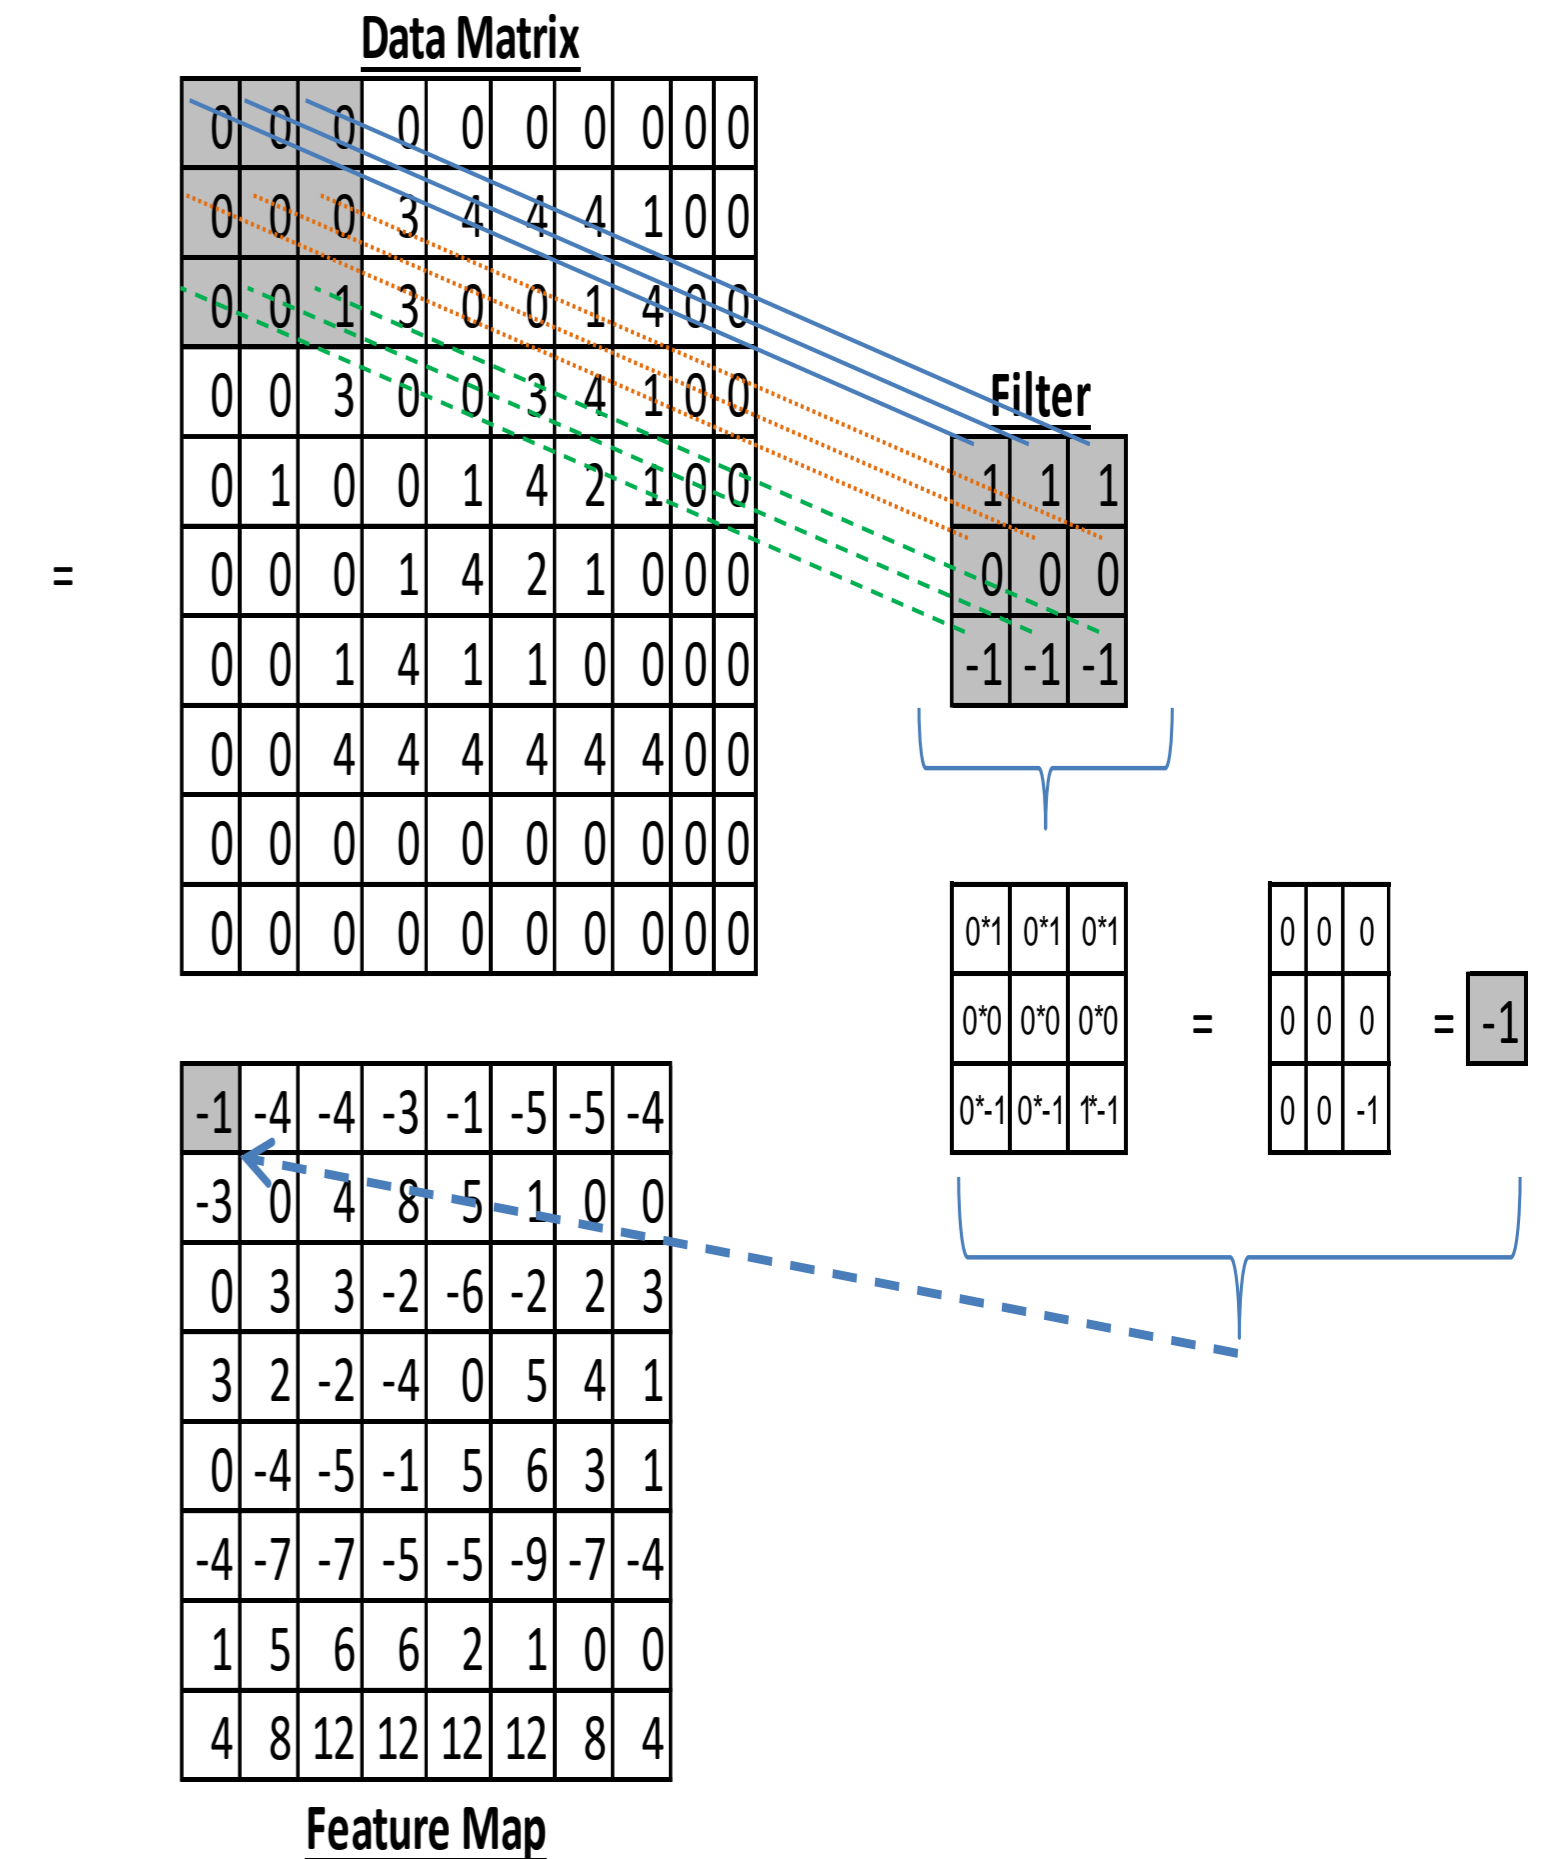 Data Matrix
0 0 0 0 0 0 0 0 0 0
0 0 0 3 4 4 4 1 0 0
0 0 1 3 0 0 1 4 0 0
0 0 3 0 0 3 4 1 0 0
0 1 0 0 1 4 2 1 0 0
= 0 0 0 1 4 2 1 0 0 0
0 0 1 4 1 1 0 0 0 0
0 0 4 4 4 4 4 4 0 0
0 0 0 0 0 0 0 0 0 0
0 0 0 0 0 0 0 0 0 0
Filter
1 1 1
0 0 0
-1 -1 -1
0*1 0*1 0*1
0*0 0*0 0*0
0*-1 0*-1 1*-1
=
0 0 0
0 0 0
0 0 -1
= -1
-1 -4 -4 -3 -1 -5 -5 -4
-3 0 4 8 5 1 0 0
0 3 3 -2 -6 -2 2 3
3 2 -2 -4 0 5 4 1
0 -4 -5 -1 5 6 3 1
-4 -7 -7 -5 -5 -9 -7 -4
1 5 6 6 2 1 0 0
4 8 12 12 12 12 8 4
Feature Map